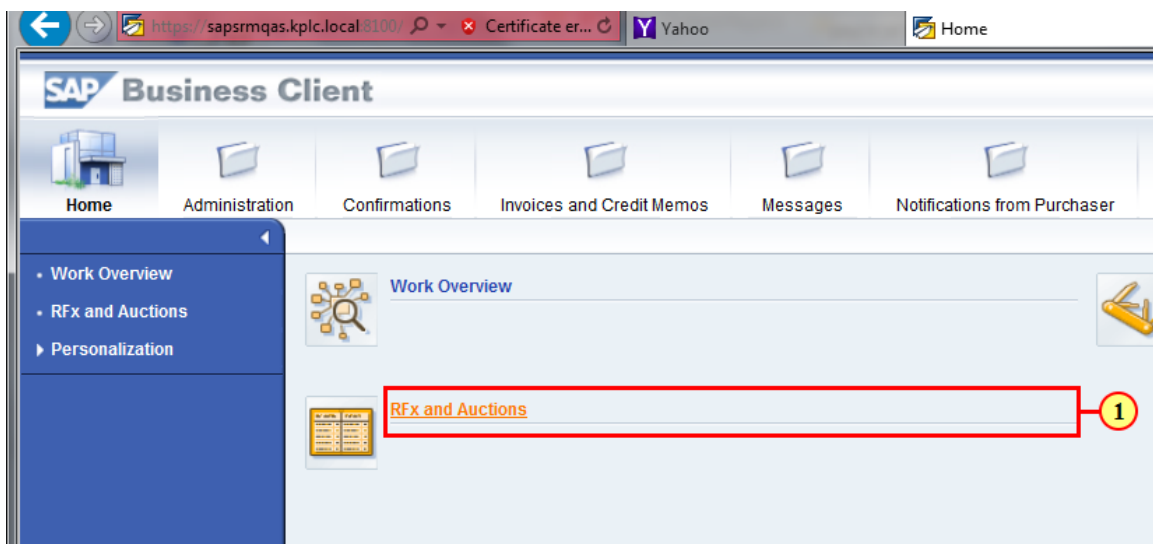 https://sapsrmqas.kplc.local:8100/ Certificate er... Yahoo Home
SAP Business Client
Home Administration Confirmations Invoices and Credit Memos Messages Notifications from Purchaser
Work Overview
RFx and Auctions
Personalization
Work Overview
RFx and Auctions
1